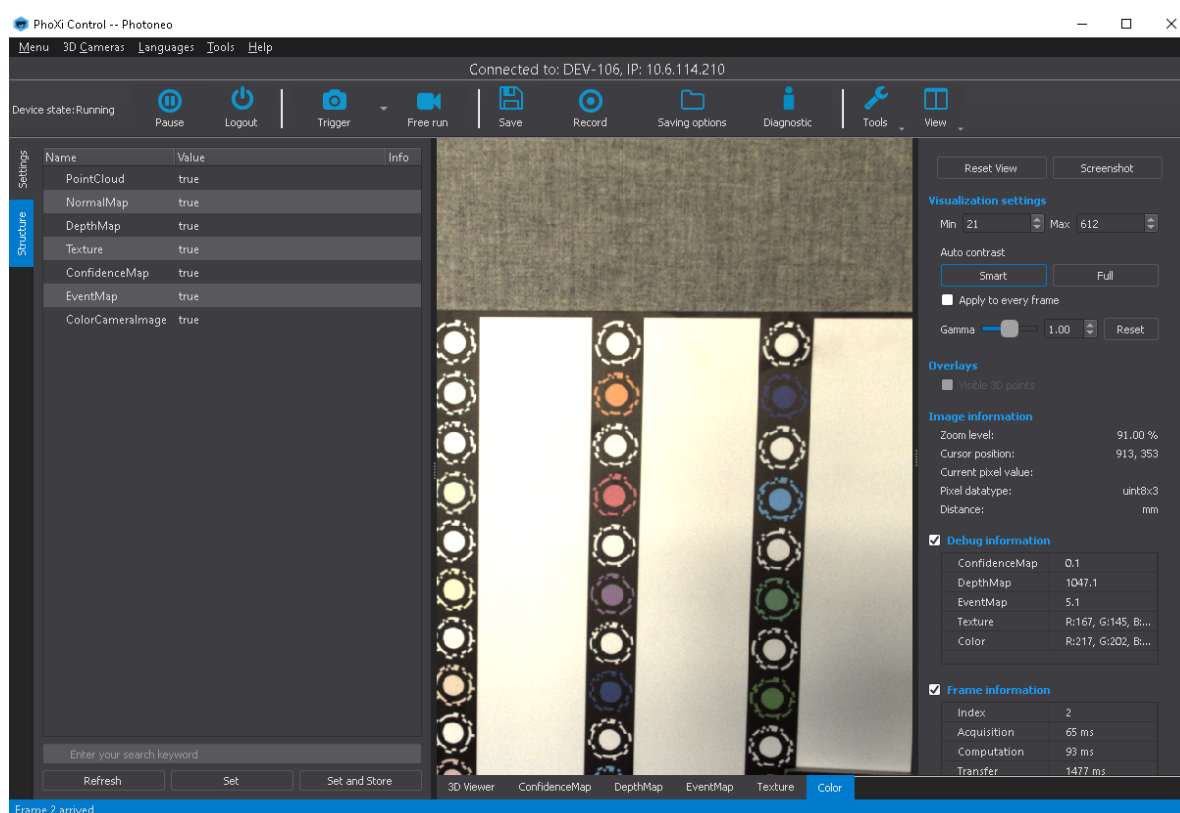 PhoXi Control -- Photoneo
Menu 3D Cameras Languages Tools Help
Connected to: DEV-106, IP: 10.6.114.210
Device state: Running
Pause Logout Trigger Free run Save Record Saving options Diagnostic Tools View
Settings
Structure
Name Value Info
PointCloud true
NormalMap true
DepthMap true
Texture true
ConfidenceMap true
EventMap true
ColorCameraImage true
Enter your search keyword
Refresh Set Set and Store
3D Viewer ConfidenceMap DepthMap EventMap Texture Color
Reset View Screenshot
Visualization settings
Min 21 Max 612
Auto contrast
Smart Full
Apply to every frame
Gamma 1.00 Reset
Overlays
Visible 3D points
Image information
Zoom level: 91.00 %
Cursor position: 913, 353
Current pixel value:
Pixel datatype: uint8x3
Distance: mm
Debug information
ConfidenceMap 0.1
DepthMap 1047.1
EventMap 5.1
Texture R:167, G:145, B:...
Color R:217, G:202, B:...
Frame information
Index 2
Acquisition 65 ms
Computation 93 ms
Transfer 1477 ms
Frame 2 arrived